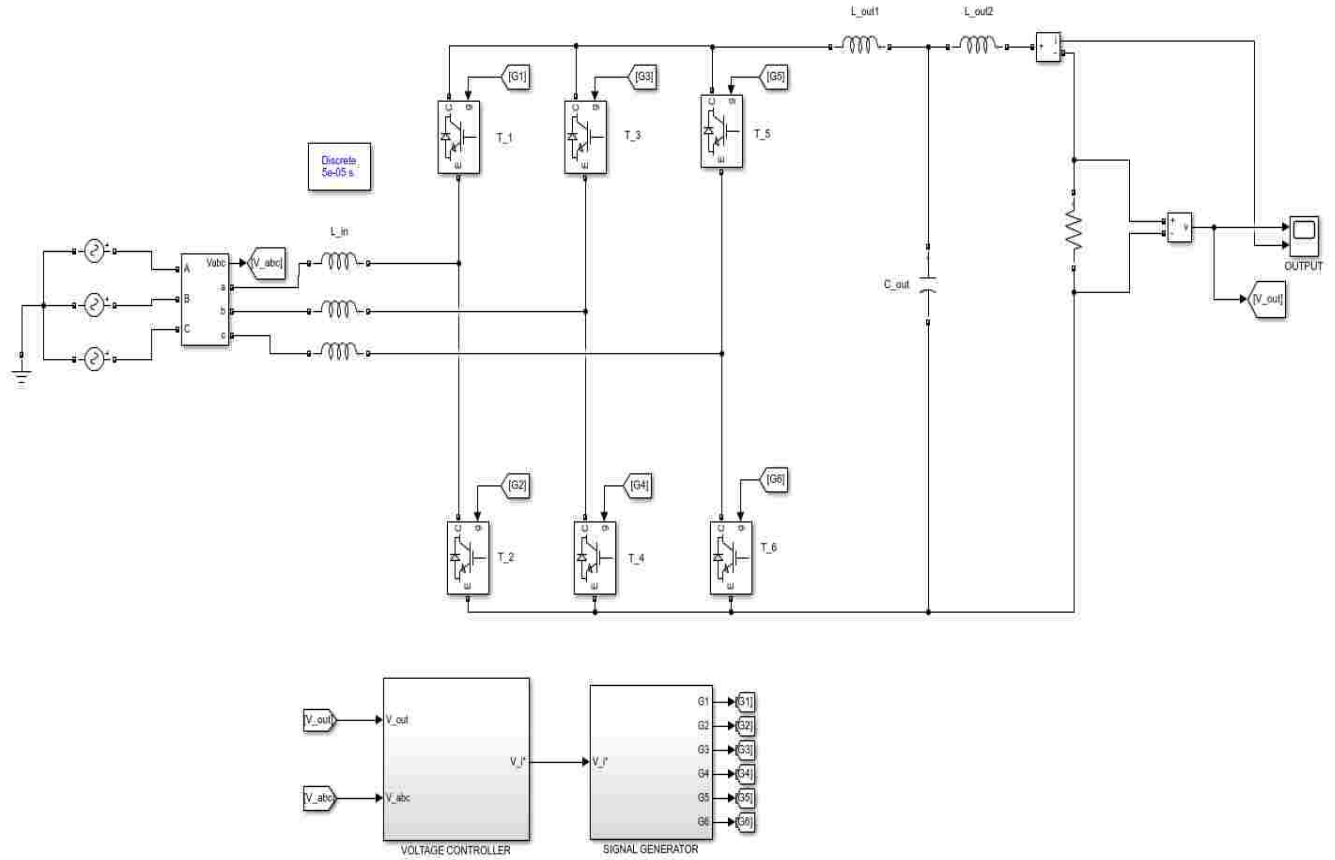 L_out1
L_out2
+
-
i
[G1]
[G3]
[G5]
C
g
C
g
C
g
T_1
T_3
T_5
E
E
E
Discrete
5e-05 s.
L_in
+
-
v
OUTPUT
[V_abc]
Vabc
A
a
B
b
C
c
+
+
+
C_out
[V_out]
[G2]
[G4]
[G6]
C
g
C
g
C
g
T_2
T_4
T_6
E
E
E
[V_out]
V_out
V_i*
[V_abc]
V_abc
VOLTAGE CONTROLLER
V_i*
G1
[G1]
G2
[G2]
G3
[G3]
G4
[G4]
G5
[G5]
G6
[G6]
SIGNAL GENERATOR